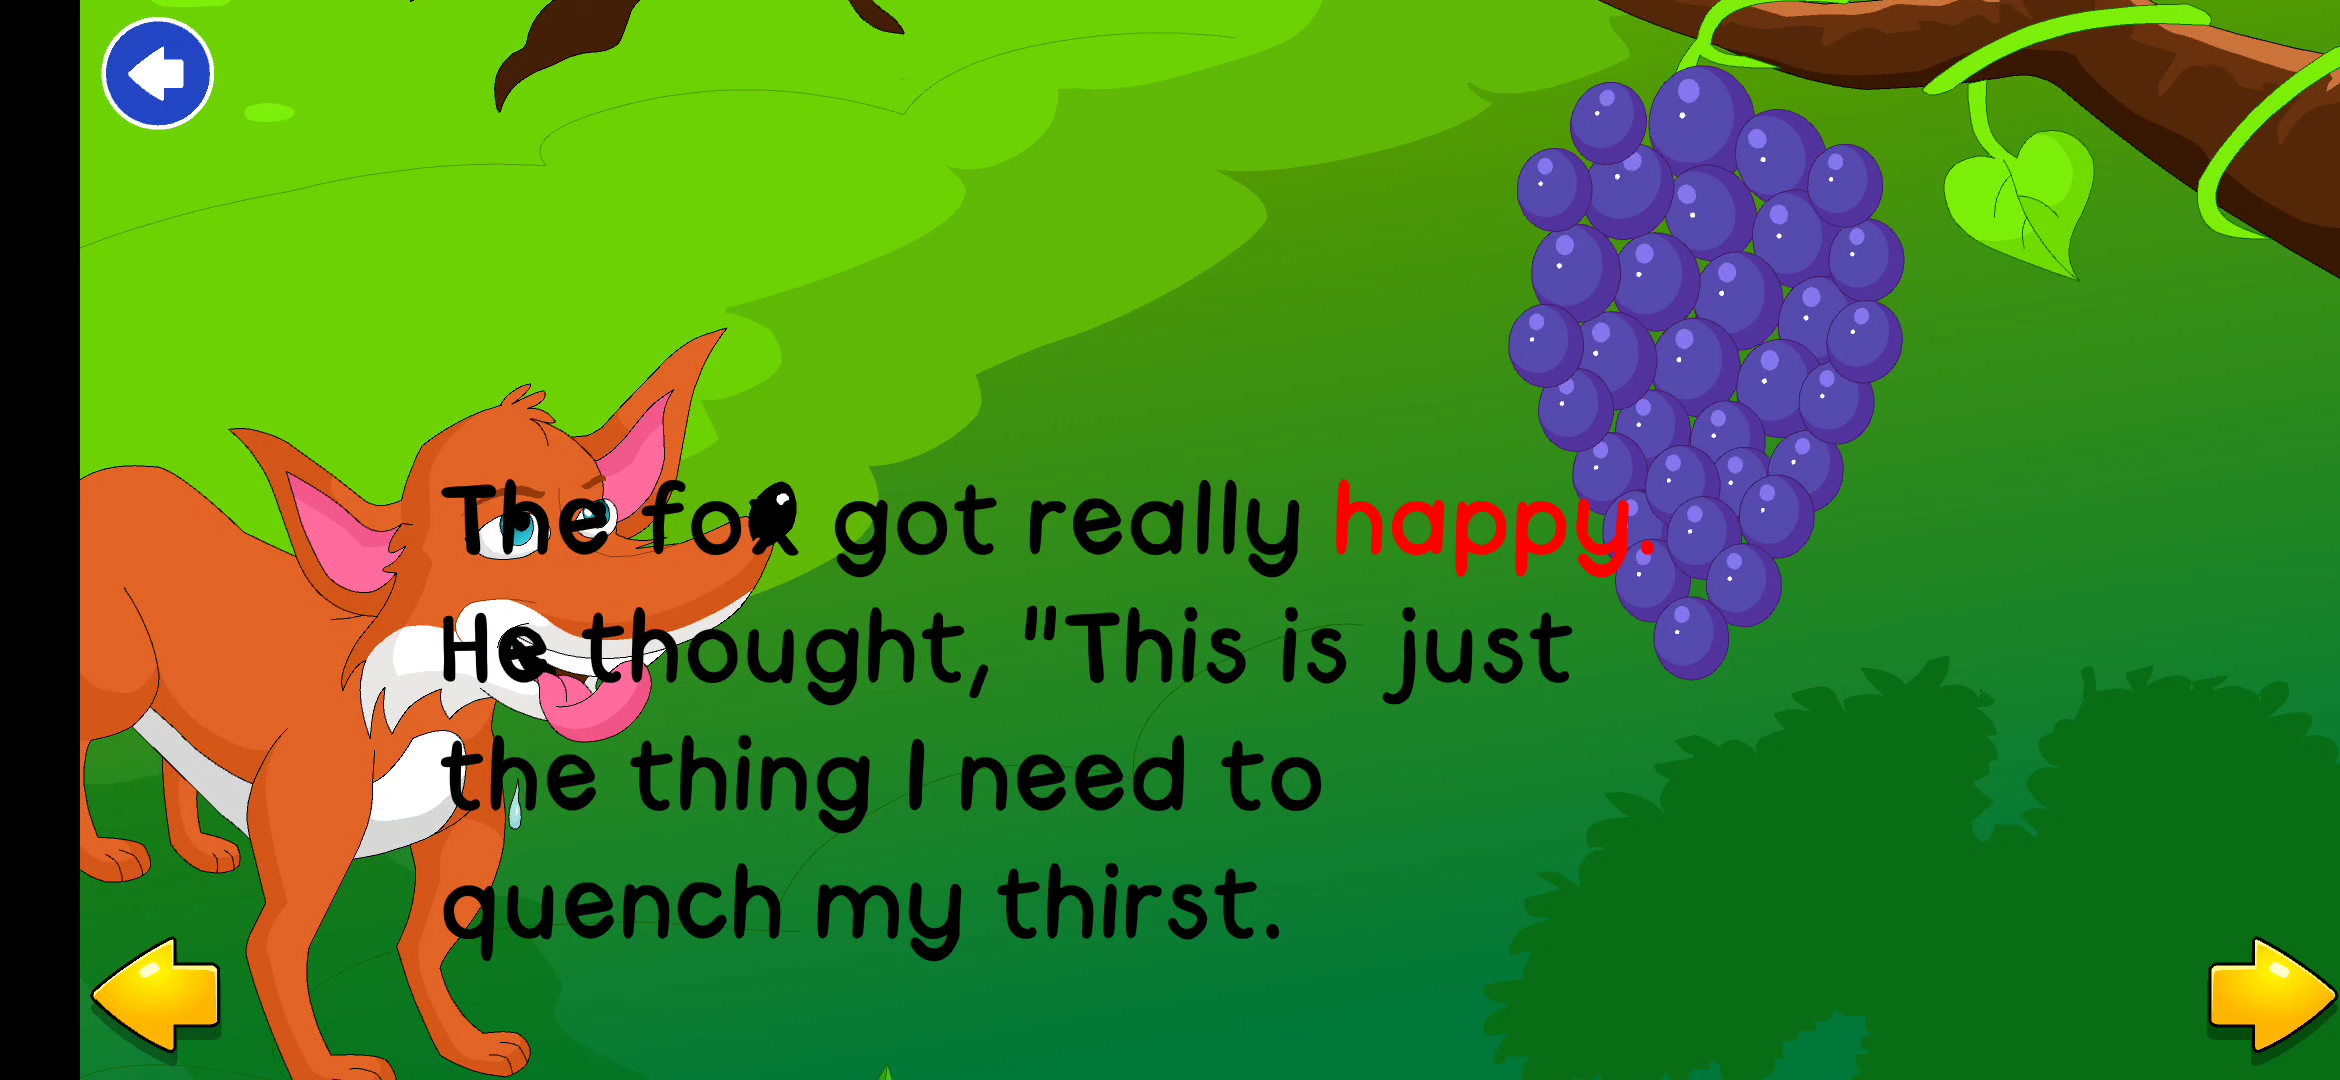 The fox got really happy.
He thought, "This is just
the thing I need to
quench my thirst.